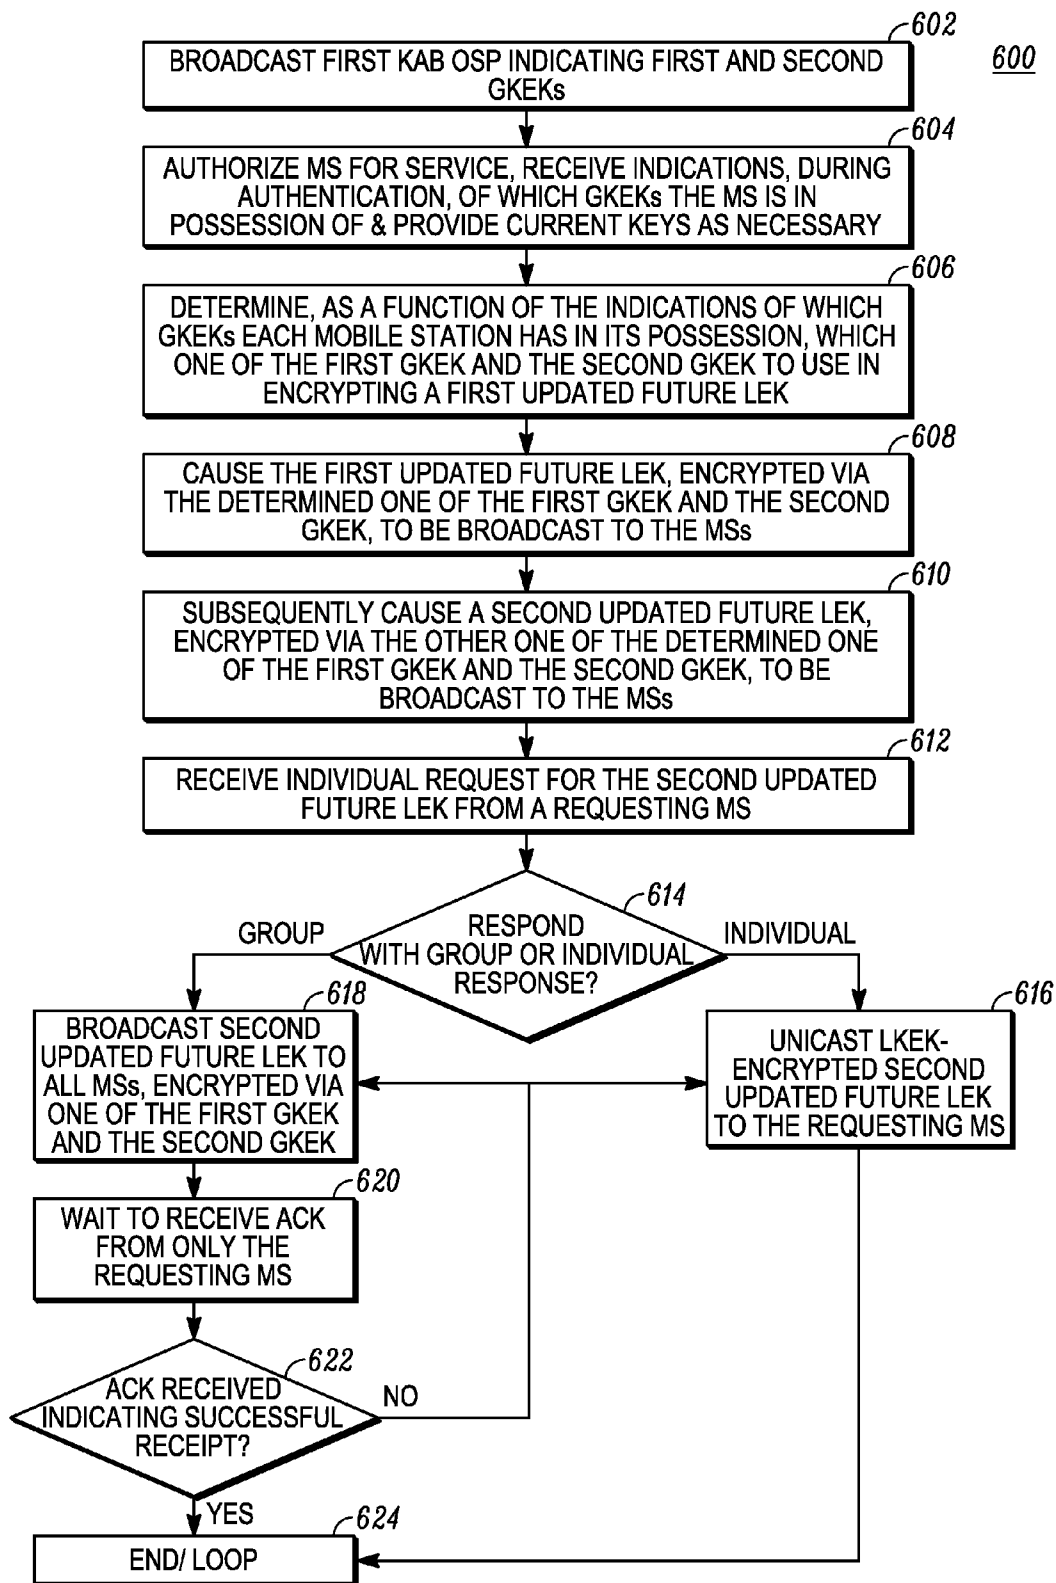 602
600
BROADCAST FIRST KAB OSP INDICATING FIRST AND SECOND
GKEKs
604
AUTHORIZE MS FOR SERVICE, RECEIVE INDICATIONS, DURING
AUTHENTICATION, OF WHICH GKEKs THE MS IS IN
POSSESSION OF & PROVIDE CURRENT KEYS AS NECESSARY
606
DETERMINE, AS A FUNCTION OF THE INDICATIONS OF WHICH
GKEKs EACH MOBILE STATION HAS IN ITS POSSESSION, WHICH
ONE OF THE FIRST GKEK AND THE SECOND GKEK TO USE IN
ENCRYPTING A FIRST UPDATED FUTURE LEK
608
CAUSE THE FIRST UPDATED FUTURE LEK, ENCRYPTED VIA
THE DETERMINED ONE OF THE FIRST GKEK AND THE SECOND
GKEK, TO BE BROADCAST TO THE MSs
610
SUBSEQUENTLY CAUSE A SECOND UPDATED FUTURE LEK,
ENCRYPTED VIA THE OTHER ONE OF THE DETERMINED ONE
OF THE FIRST GKEK AND THE SECOND GKEK, TO BE
BROADCAST TO THE MSs
612
RECEIVE INDIVIDUAL REQUEST FOR THE SECOND UPDATED
FUTURE LEK FROM A REQUESTING MS
614
RESPOND
WITH GROUP OR INDIVIDUAL
RESPONSE?
GROUP
INDIVIDUAL
618
BROADCAST SECOND
UPDATED FUTURE LEK TO
ALL MSs, ENCRYPTED VIA
ONE OF THE FIRST GKEK
AND THE SECOND GKEK
616
UNICAST LKEK-
ENCRYPTED SECOND
UPDATED FUTURE LEK
TO THE REQUESTING MS
620
WAIT TO RECEIVE ACK
FROM ONLY THE
REQUESTING MS
622
ACK RECEIVED
INDICATING SUCCESSFUL
RECEIPT?
NO
YES
624
END/ LOOP